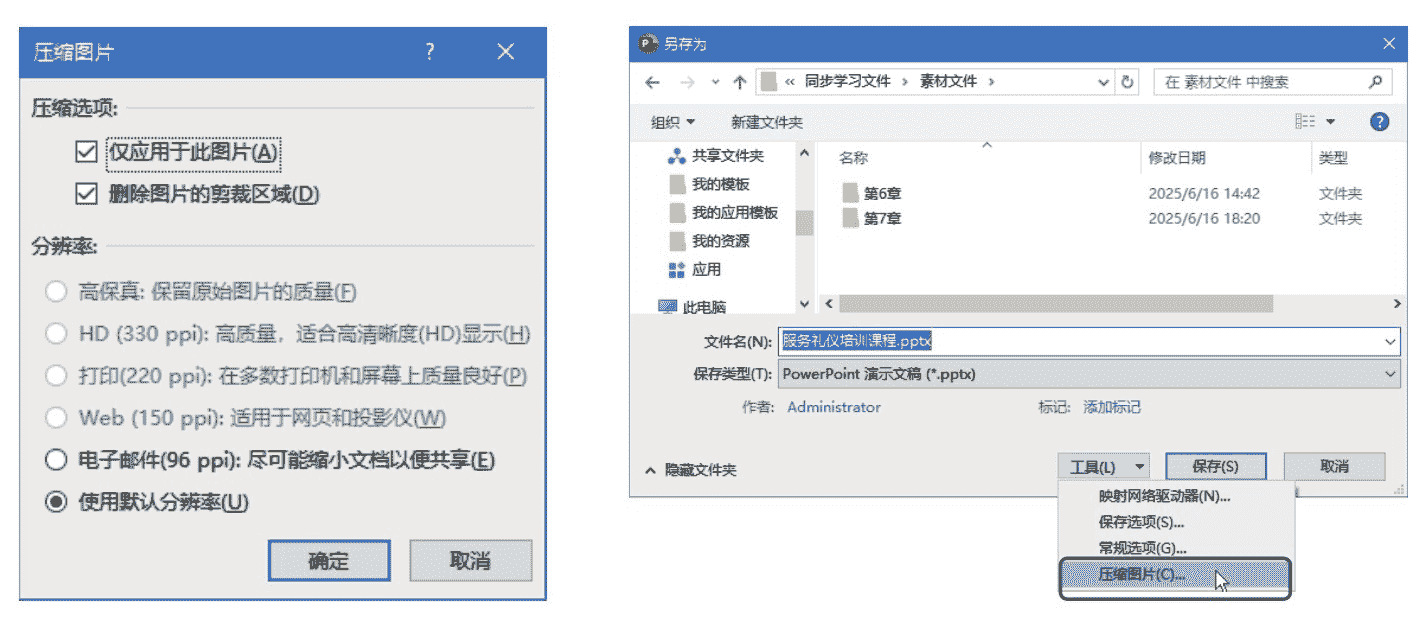 压缩图片 ?
压缩选项:
仅应用于此图片(A)
删除图片的剪裁区域(D)
分辨率:
高保真: 保留原始图片的质量(F)
HD (330 ppi): 高质量，适合高清晰度(HD)显示(H)
打印(220 ppi): 在多数打印机和屏幕上质量良好(P)
Web (150 ppi): 适用于网页和投影仪(W)
电子邮件(96 ppi): 尽可能缩小文档以便共享(E)
使用默认分辨率(U)
确定 取消
另存为
« 同步学习文件 › 素材文件 › 在 素材文件 中搜索
组织 新建文件夹 ?
共享文件夹
我的模板
我的应用模板
我的资源
应用
此电脑
名称 修改日期 类型
第6章 2025/6/16 14:42 文件夹
第7章 2025/6/16 18:20 文件夹
文件名(N): 服务礼仪培训课程.pptx
保存类型(T): PowerPoint 演示文稿 (*.pptx)
作者: Administrator 标记: 添加标记
隐藏文件夹 工具(L) 保存(S) 取消
映射网络驱动器(N)...
保存选项(S)...
常规选项(G)...
压缩图片(C)...